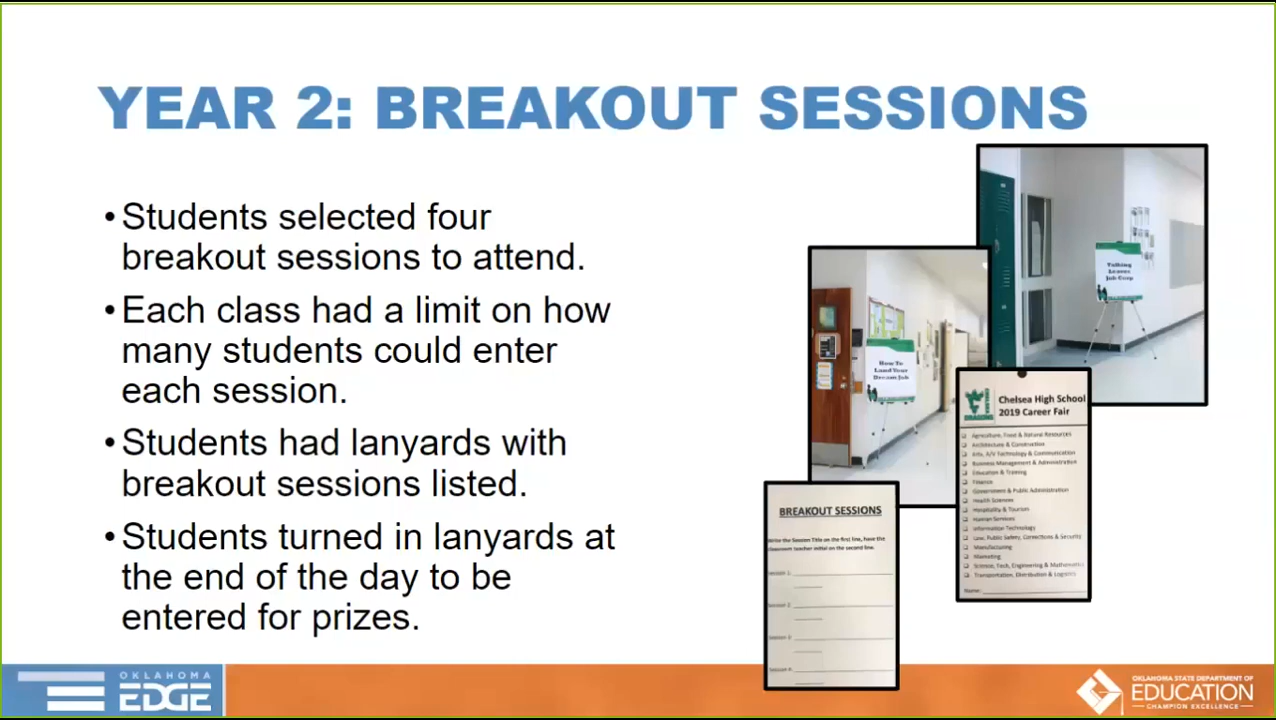 YEAR 2: BREAKOUT SESSIONS
•Students selected four
breakout sessions to attend.
•Each class had a limit on how
many students could enter
each session.
•Students had lanyards with
breakout sessions listed.
•Students turned in lanyards at
the end of the day to be
entered for prizes.
Talking
Leaves
Job Corp
How To
Land Your
Dream Job
Chelsea High School
2019 Career Fair
Agriculture, Food & Natural Resources
Architecture & Construction
Arts, A/V Technology & Communication
Business Management & Administration
Education & Training
Finance
Government & Public Administration
Health Sciences
Hospitality & Tourism
Human Services
Information Technology
Law, Public Safety, Corrections & Security
Manufacturing
Marketing
Science, Tech, Engineering & Mathematics
Transportation, Distribution & Logistics
Name:
BREAKOUT SESSIONS
Write the Session Title on the first line, have the
classroom teacher initial on the second line.
Session 1:
Session 2:
Session 3:
Session 4:
OKLAHOMA
EDGE
OKLAHOMA STATE DEPARTMENT OF
EDUCATION
CHAMPION EXCELLENCE